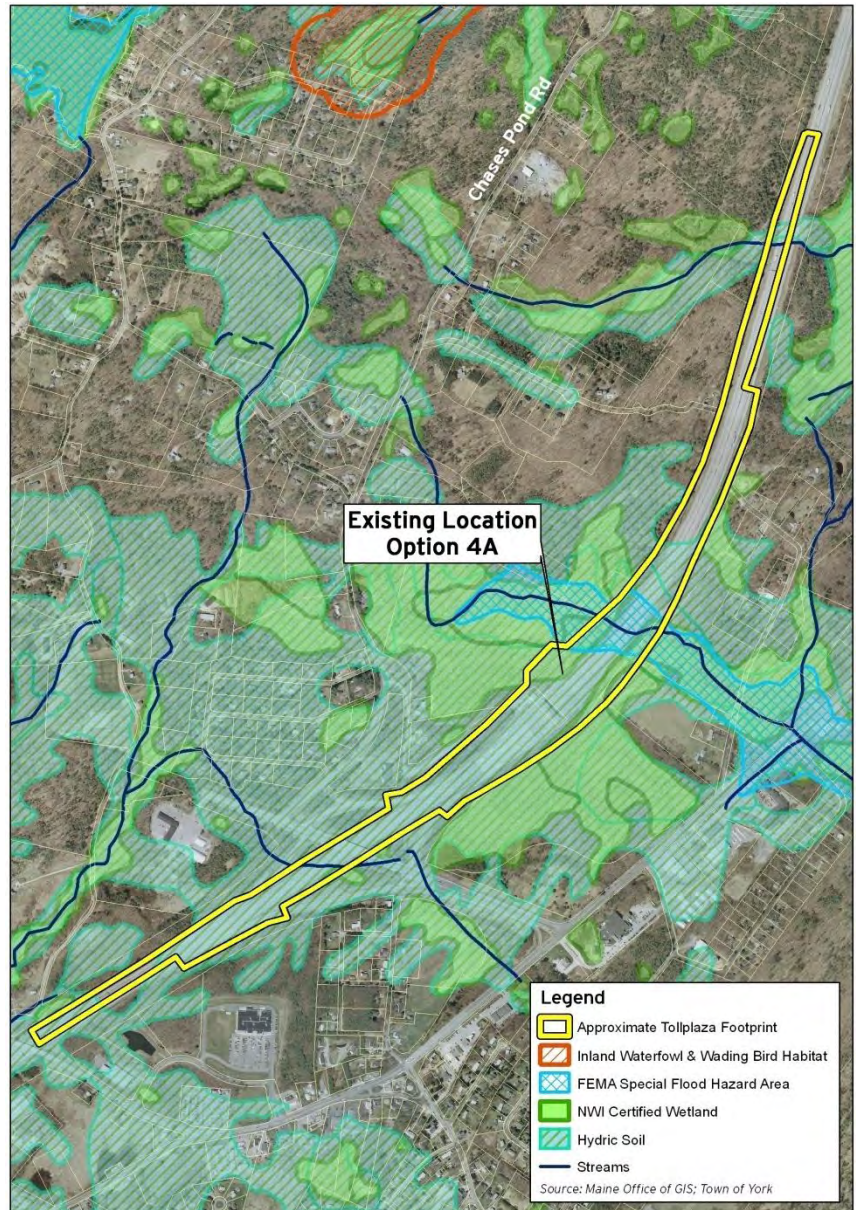 Chases Pond Rd
Existing Location
Option 4A
Legend
Approximate Tollplaza Footprint
Inland Waterfowl & Wading Bird Habitat
FEMA Special Flood Hazard Area
NWI Certified Wetland
Hydric Soil
Streams
Source: Maine Office of GIS; Town of York